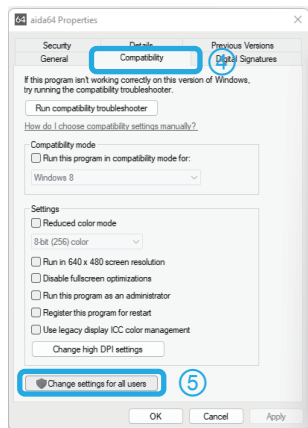 64 aida64 Properties
Security Details Previous Versions
General Compatibility Digital Signatures
4
If this program isn't working correctly on this version of Windows,
try running the compatibility troubleshooter.
Run compatibility troubleshooter
How do I choose compatibility settings manually?
Compatibility mode
Run this program in compatibility mode for:
Windows 8
Settings
Reduced color mode
8-bit (256) color
Run in 640 x 480 screen resolution
Disable fullscreen optimizations
Run this program as an administrator
Register this program for restart
Use legacy display ICC color management
Change high DPI settings
Change settings for all users
5
OK Cancel Apply